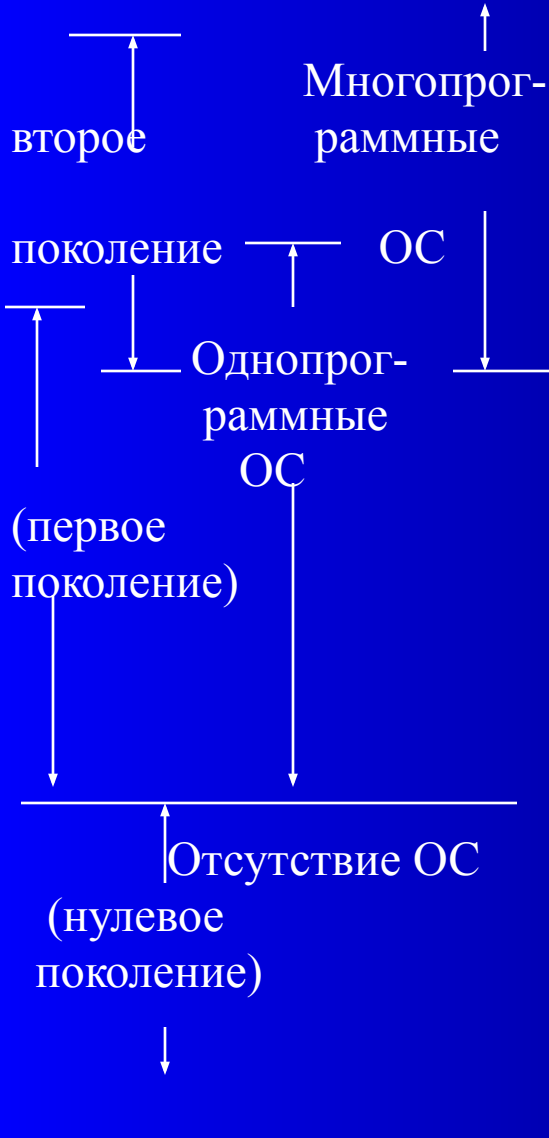 Многопрог-
второе раммные
поколение ОС
Однопрог-
раммные
ОС
(первое
поколение)
Отсутствие ОС
(нулевое
поколение)